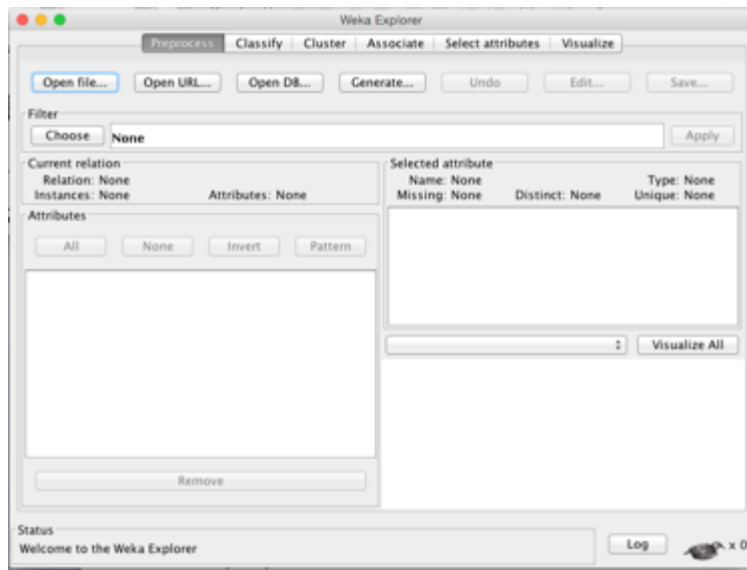 Weka Explorer
Preprocess Classify Cluster Associate Select attributes Visualize
Open file... Open URL... Open DB... Generate... Undo Edit... Save...
Filter
Choose None Apply
Current relation
Relation: None
Instances: None Attributes: None
Selected attribute
Name: None Type: None
Missing: None Distinct: None Unique: None
Attributes
All None Invert Pattern
Visualize All
Remove
Status
Welcome to the Weka Explorer
Log x 0